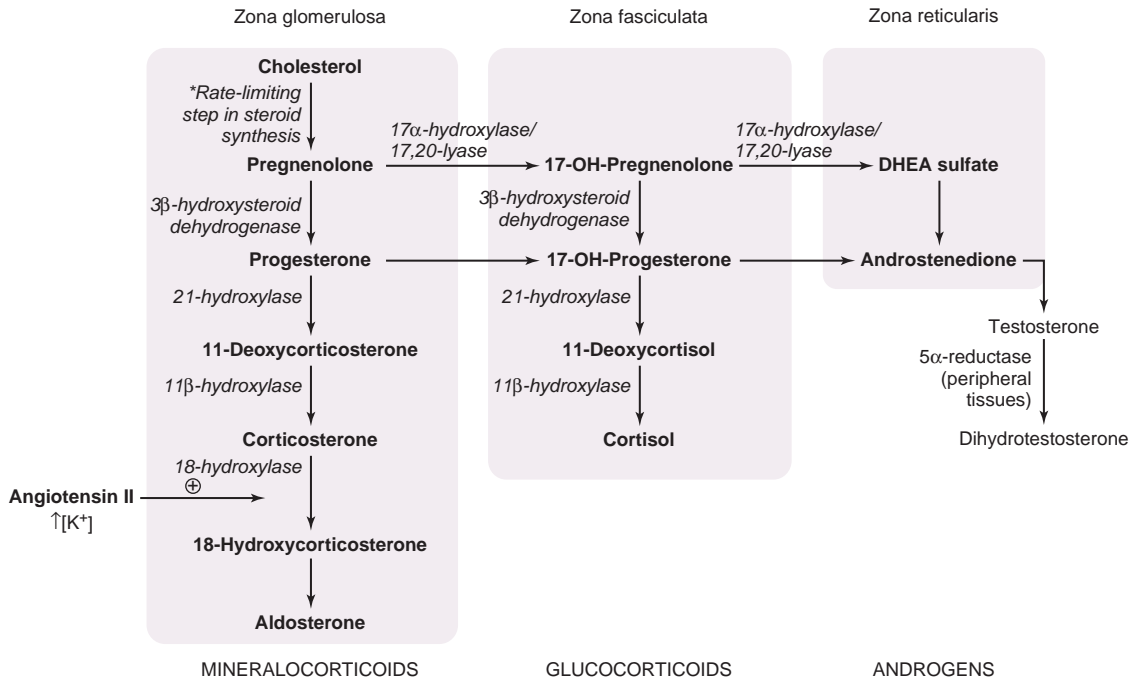 Zona glomerulosa
Zona fasciculata
Zona reticularis
Cholesterol
*Rate-limiting
step in steroid
synthesis
17α-hydroxylase/
17,20-lyase
17α-hydroxylase/
17,20-lyase
Pregnenolone
17-OH-Pregnenolone
DHEA sulfate
3β-hydroxysteroid
dehydrogenase
3β-hydroxysteroid
dehydrogenase
Progesterone
17-OH-Progesterone
Androstenedione
21-hydroxylase
21-hydroxylase
Testosterone
11-Deoxycorticosterone
11-Deoxycortisol
5α-reductase
(peripheral
tissues)
11β-hydroxylase
11β-hydroxylase
Corticosterone
Cortisol
Dihydrotestosterone
18-hydroxylase
⊕
Angiotensin II
↑[K⁺]
18-Hydroxycorticosterone
Aldosterone
MINERALOCORTICOIDS
GLUCOCORTICOIDS
ANDROGENS